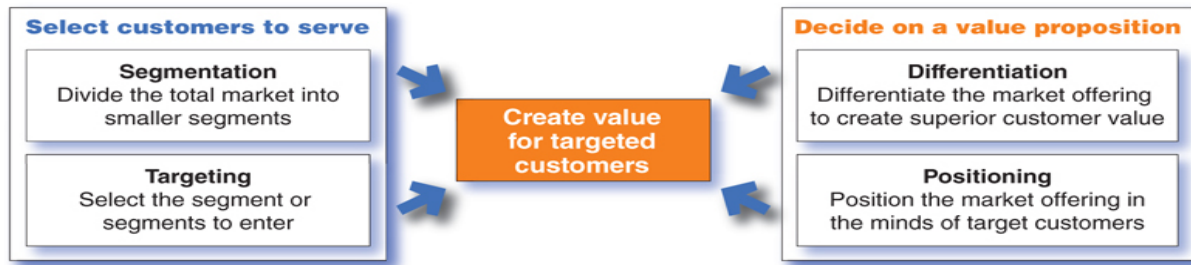 Select customers to serve
Segmentation
Divide the total market into
smaller segments
Targeting
Select the segment or
segments to enter
Create value
for targeted
customers
Decide on a value proposition
Differentiation
Differentiate the market offering
to create superior customer value
Positioning
Position the market offering in
the minds of target customers